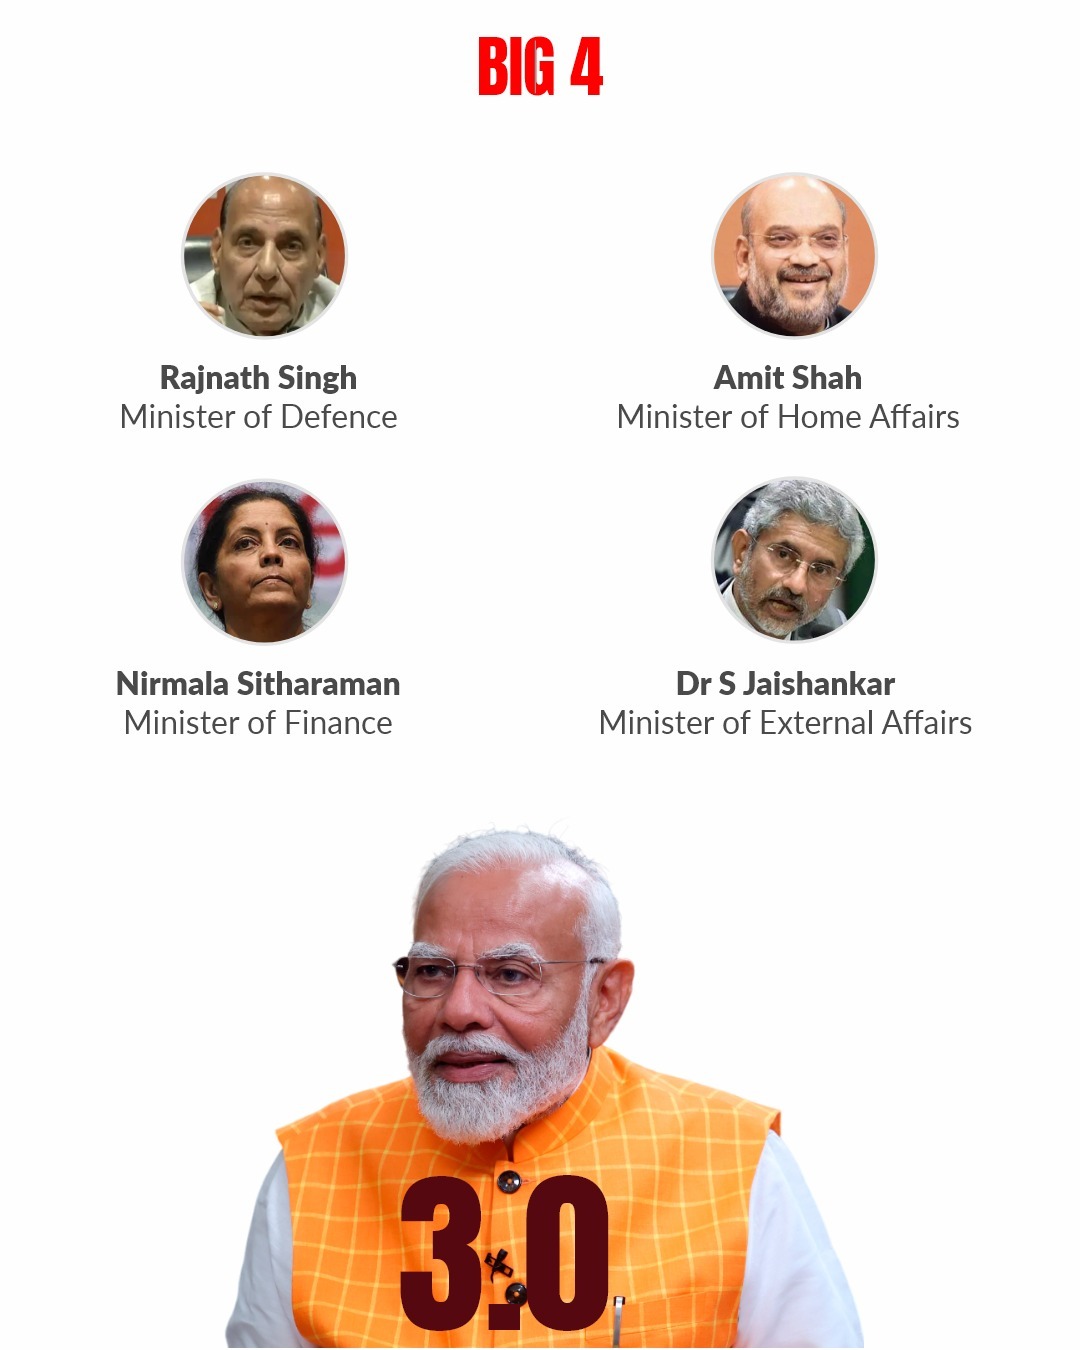 BIG 4
Rajnath Singh
Minister of Defence
Amit Shah
Minister of Home Affairs
Nirmala Sitharaman
Minister of Finance
Dr S Jaishankar
Minister of External Affairs
3.0